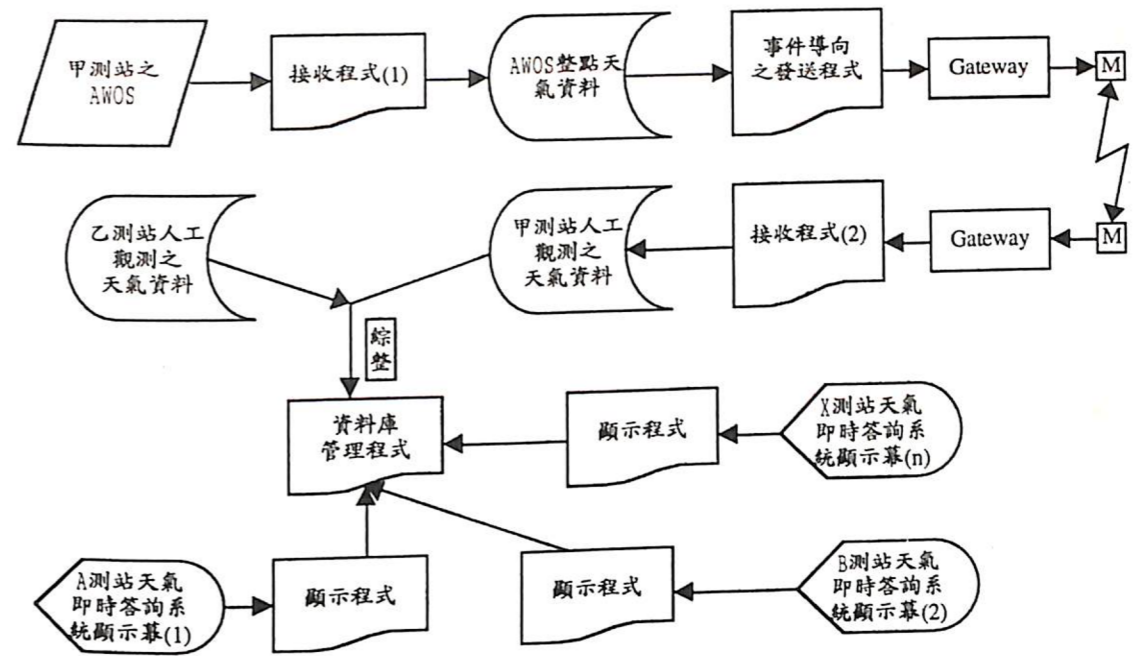 甲測站之
AWOS
接收程式(1)
AWOS整點天
氣資料
事件導向
之發送程式
Gateway
M
乙測站人工
觀測之
天氣資料
甲測站人工
觀測之
天氣資料
接收程式(2)
Gateway
M
綜
整
資料庫
管理程式
顯示程式
X測站天氣
即時答詢系
統顯示幕(n)
A測站天氣
即時答詢系
統顯示幕(1)
顯示程式
顯示程式
B測站天氣
即時答詢系
統顯示幕(2)